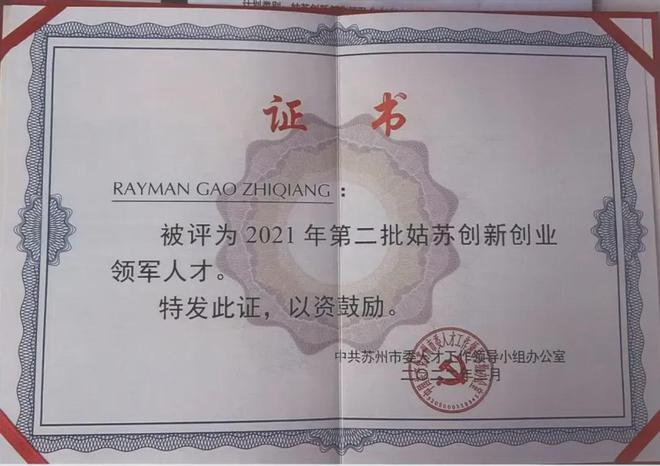 证 书
RAYMAN GAO ZHIQIANG:
被评为2021年第二批姑苏创新创业
领军人才。
特发此证，以资鼓励。
中共苏州市委人才工作领导小组办公室